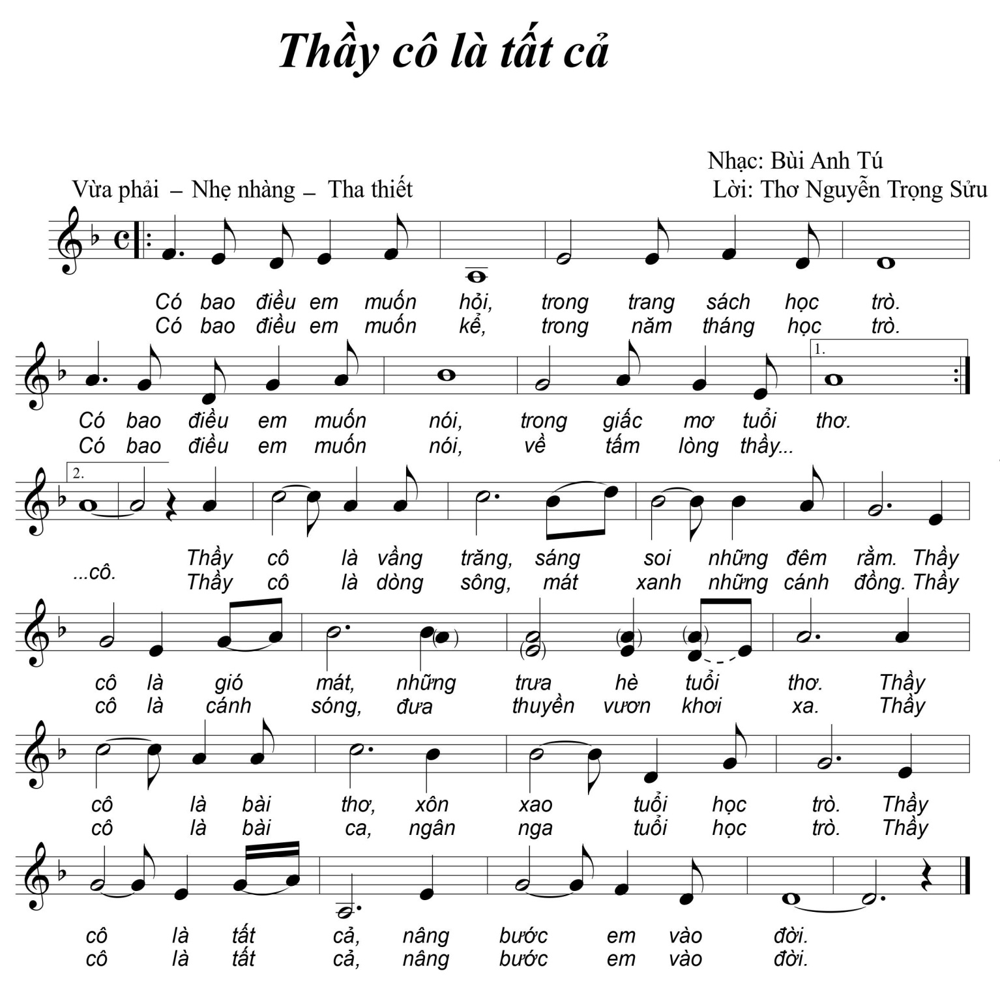 Thầy cô là tất cả
Nhạc: Bùi Anh Tú
Vừa phải – Nhẹ nhàng – Tha thiết
Lời: Thơ Nguyễn Trọng Sửu
Có bao điều em muốn hỏi, trong trang sách học trò.
Có bao điều em muốn kể, trong năm tháng học trò.
1.
Có bao điều em muốn nói, trong giấc mơ tuổi thơ.
Có bao điều em muốn nói, về tấm lòng thầy...
2.
...cô. Thầy cô là vầng trăng, sáng soi những đêm rằm. Thầy
Thầy cô là dòng sông, mát xanh những cánh đồng. Thầy
cô là gió mát, những trưa hè tuổi thơ. Thầy
cô là cánh sóng, đưa thuyền vươn khơi xa. Thầy
cô là bài thơ, xôn xao tuổi học trò. Thầy
cô là bài ca, ngân nga tuổi học trò. Thầy
cô là tất cả, nâng bước em vào đời.
cô là tất cả, nâng bước em vào đời.